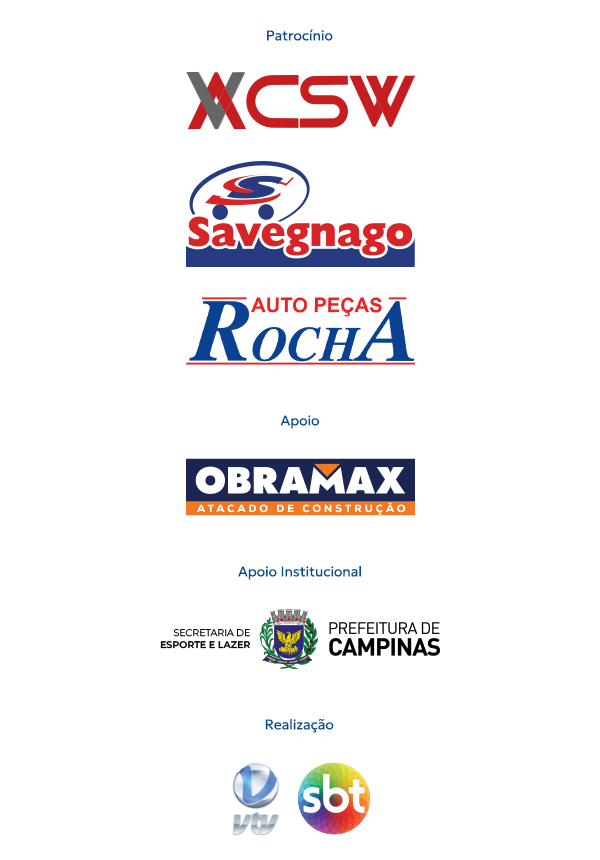 Patrocínio
CSW
Savegnago
AUTO PEÇAS
ROCHA
Apoio
OBRAMAX
ATACADO DE CONSTRUÇÃO
Apoio Institucional
SECRETARIA DE
ESPORTE E LAZER
PREFEITURA DE
CAMPINAS
Realização
vtv
sbt